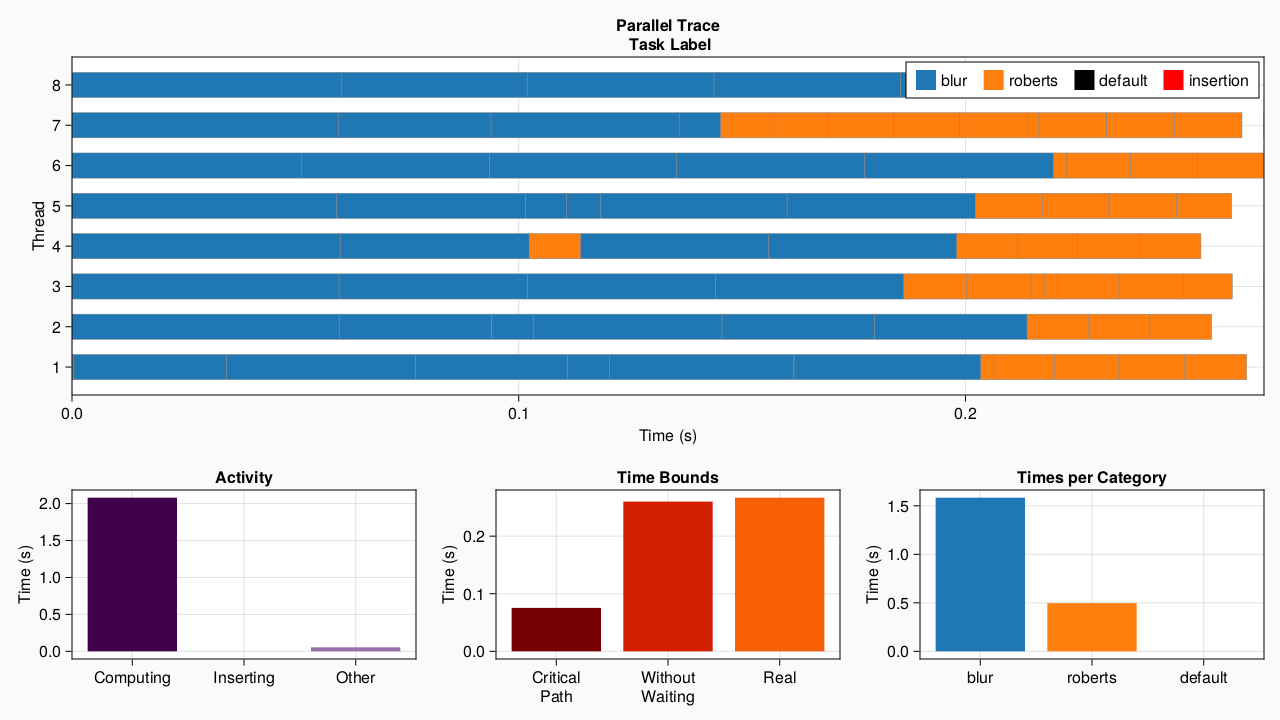 Parallel Trace
Task Label
blur roberts default insertion
Thread
8
7
6
5
4
3
2
1
0.0 0.1 0.2
Time (s)
Activity
Time (s)
2.0
1.5
1.0
0.5
0.0
Computing Inserting Other
Time Bounds
Time (s)
0.2
0.1
0.0
Critical Path
Without Waiting
Real
Times per Category
Time (s)
1.5
1.0
0.5
0.0
blur roberts default